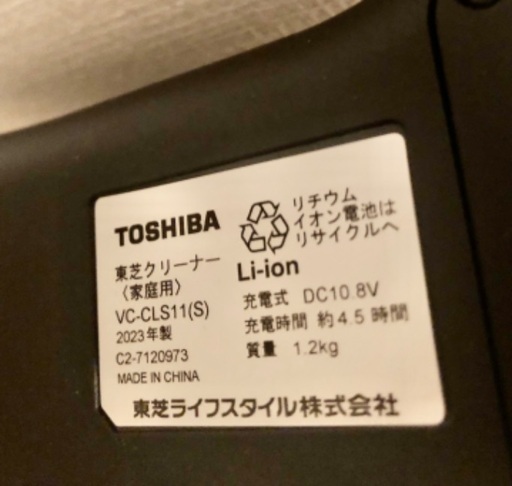 TOSHIBA
東芝クリーナー
〈家庭用〉
VC-CLS11(S)
2023年製
C2-7120973
MADE IN CHINA
リチウム
イオン電池は
リサイクルへ
Li-ion
充電式 DC10.8V
充電時間 約4.5時間
質量 1.2kg
東芝ライフスタイル株式会社